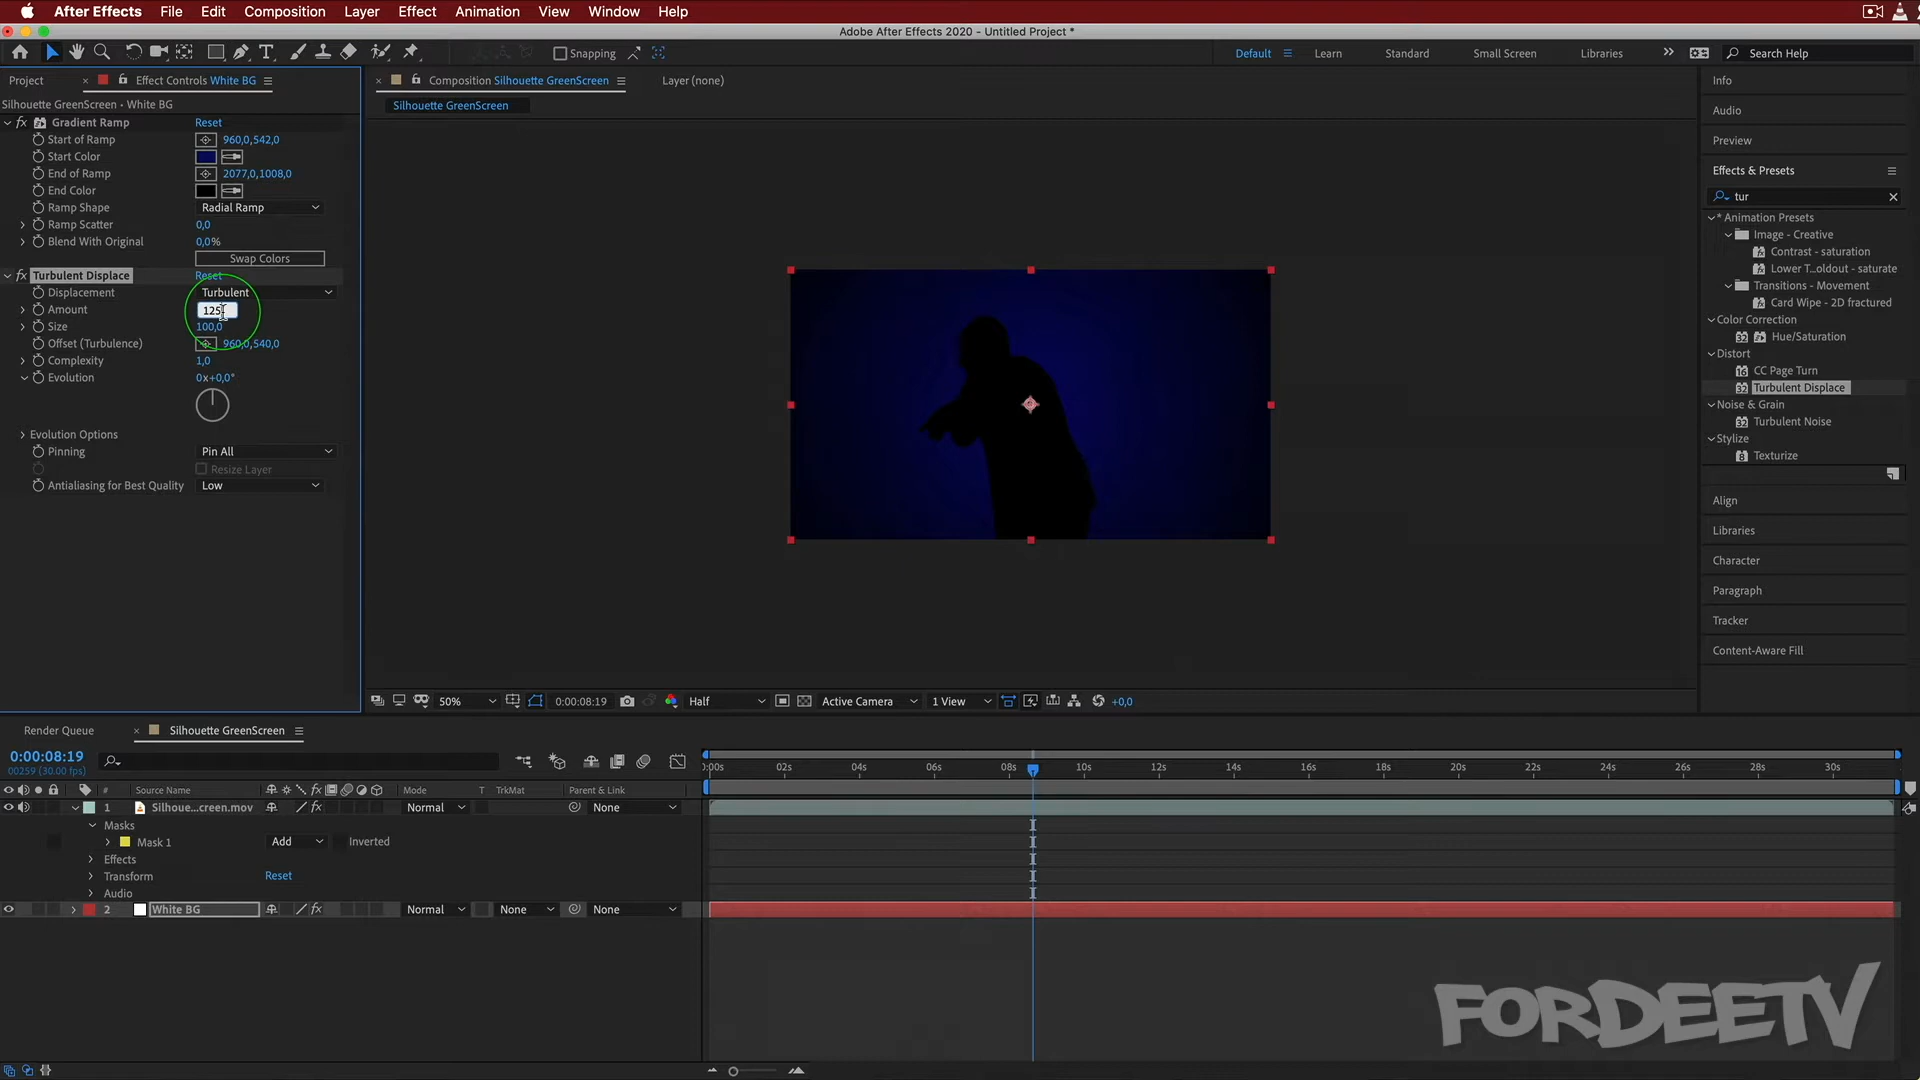 After Effects File Edit Composition Layer Effect Animation View Window Help
Adobe After Effects 2020 - Untitled Project *
Snapping Default Learn Standard Small Screen Libraries Search Help
Project Effect Controls White BG
Silhouette GreenScreen • White BG
fx Gradient Ramp Reset
Start of Ramp 960,0,542,0
Start Color
End of Ramp 2077,0,1008,0
End Color
Ramp Shape Radial Ramp
Ramp Scatter 0,0
Blend With Original 0,0%
Swap Colors
fx Turbulent Displace Reset
Displacement Turbulent
Amount 125
Size 100,0
Offset (Turbulence) 960,0,540,0
Complexity 1,0
Evolution 0x+0,0°
Evolution Options
Pinning Pin All
Resize Layer
Antialiasing for Best Quality Low
Composition Silhouette GreenScreen Layer (none)
Silhouette GreenScreen
50% 0:00:08:19 Half Active Camera 1 View +0,0
Info
Audio
Preview
Effects & Presets
tur
* Animation Presets
Image - Creative
Contrast - saturation
Lower T...oldout - saturate
Transitions - Movement
Card Wipe - 2D fractured
Color Correction
32 Hue/Saturation
Distort
16 CC Page Turn
32 Turbulent Displace
Noise & Grain
32 Turbulent Noise
Stylize
8 Texturize
Align
Libraries
Character
Paragraph
Tracker
Content-Aware Fill
Render Queue Silhouette GreenScreen
0:00:08:19
00259 (30.00 fps)
):00s 02s 04s 06s 08s 10s 12s 14s 16s 18s 20s 22s 24s 26s 28s 30s
# Source Name fx Mode T TrkMat Parent & Link
1 Silhoue...creen.mov fx Normal None
Masks
Mask 1 Add Inverted
Effects
Transform Reset
Audio
2 White BG fx Normal None None
FORDEETV